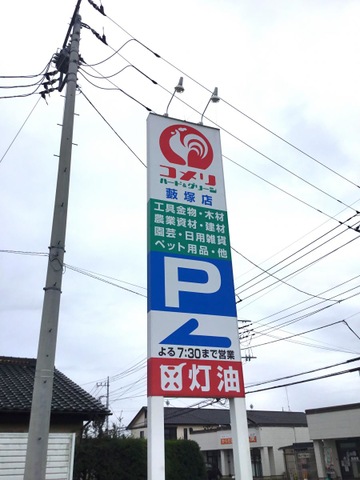 コメリ
ハード&グリーン
藪塚店
工具金物・木材
農業資材・建材
園芸・日用雑貨
ペット用品・他
P
よる7:30まで営業
灯油